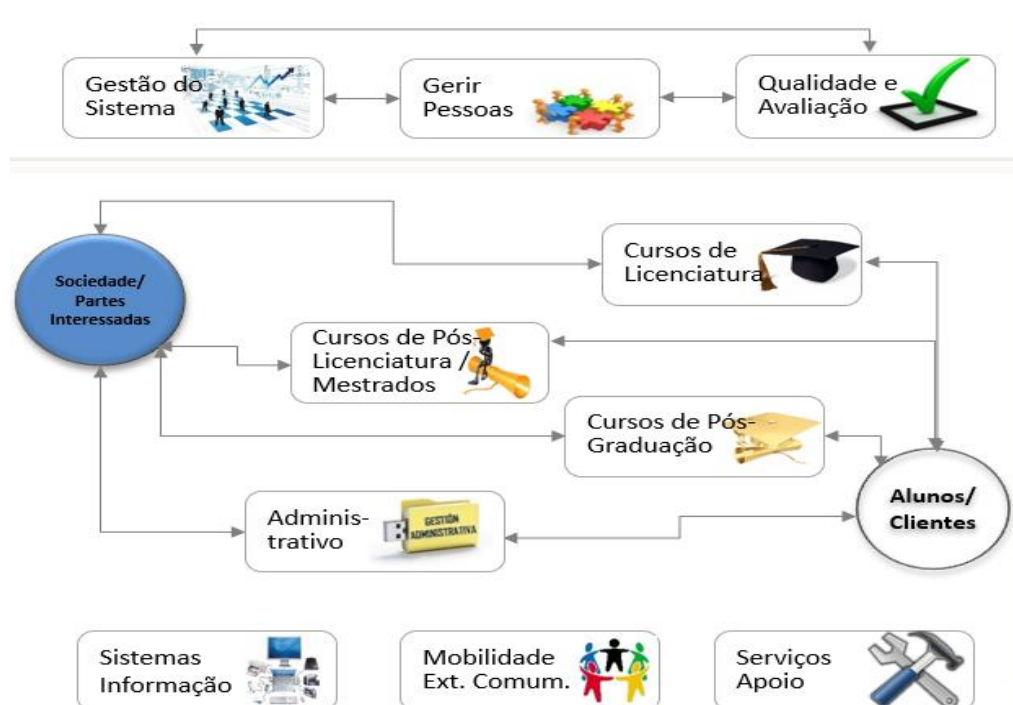 Gestão do
Sistema
Gerir
Pessoas
Qualidade e
Avaliação
Sociedade/
Partes
Interessadas
Cursos de
Licenciatura
Cursos de Pós-
Licenciatura /
Mestrados
Cursos de Pós-
Graduação
Adminis-
trativo
GESTIÓN
ADMINISTRATIVA
Alunos/
Clientes
Sistemas
Informação
Mobilidade
Ext. Comum.
Serviços
Apoio